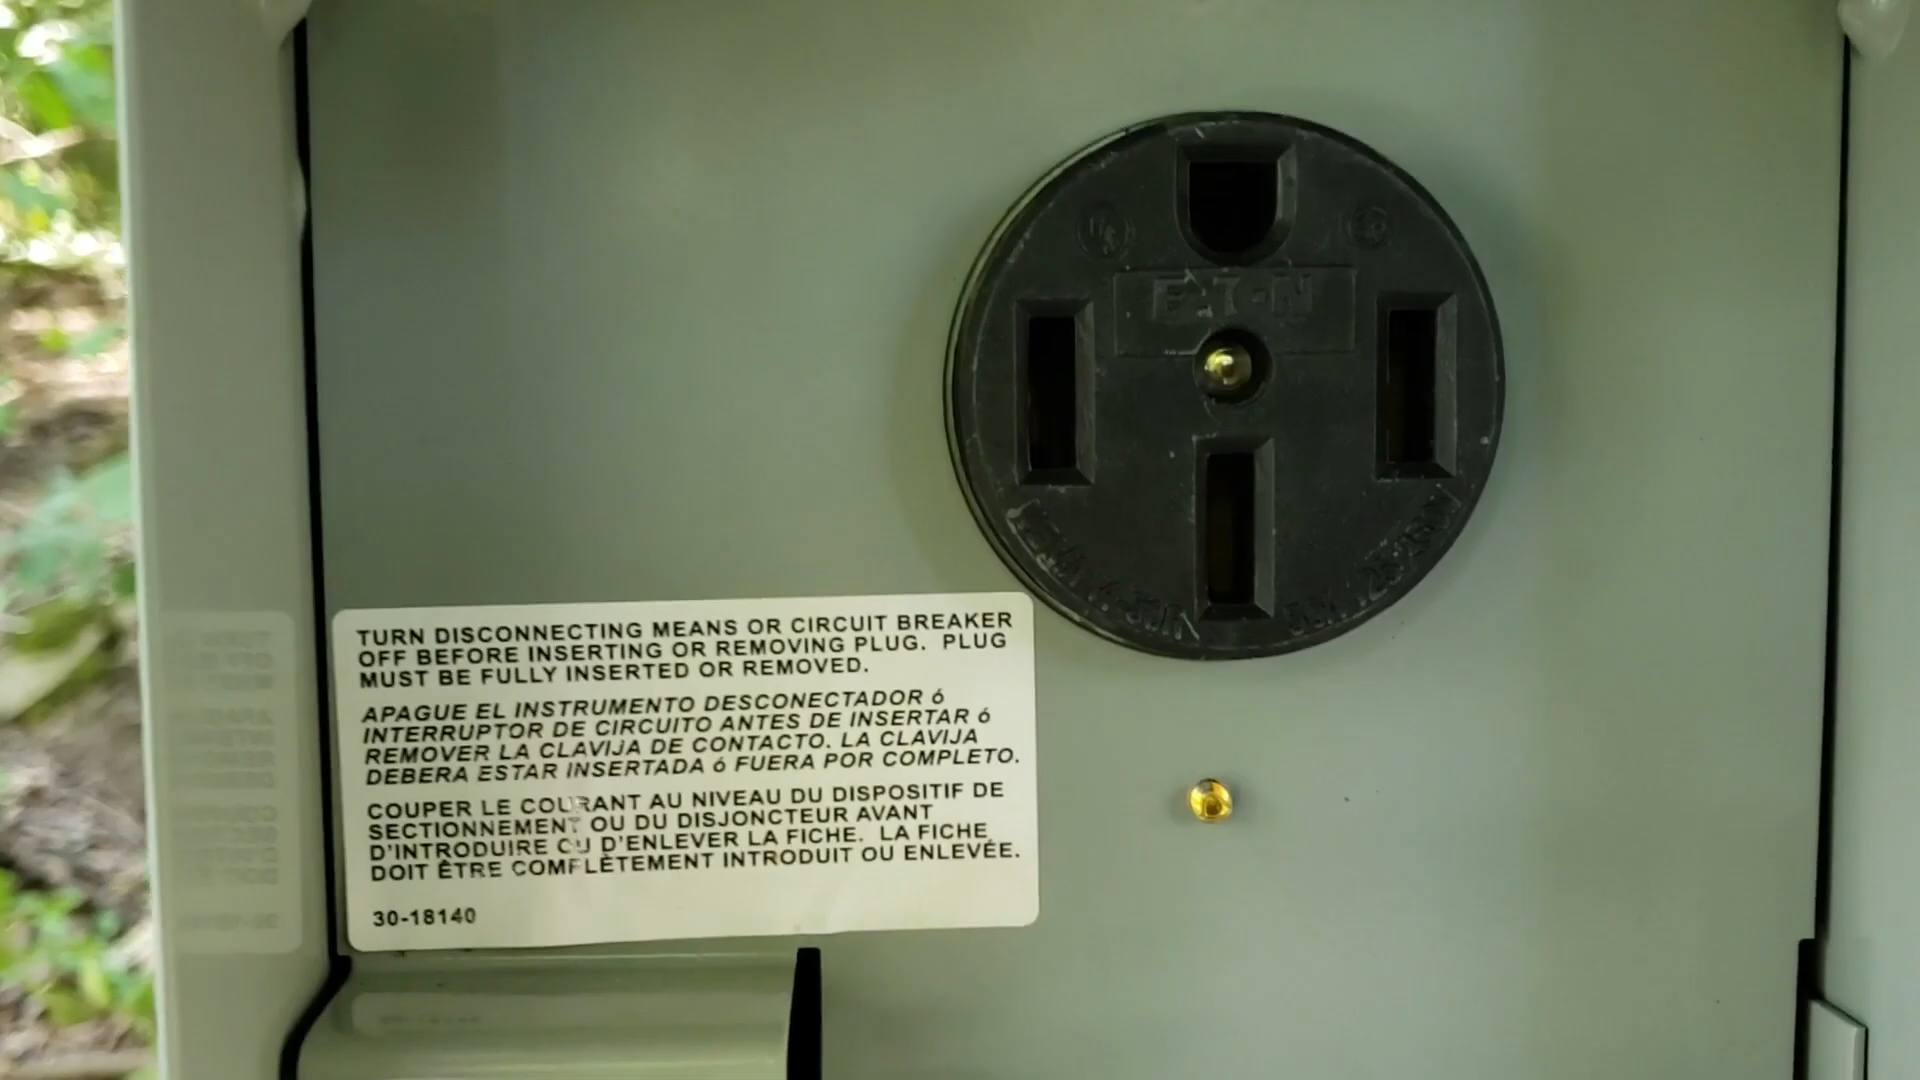 EATON
TURN DISCONNECTING MEANS OR CIRCUIT BREAKER
OFF BEFORE INSERTING OR REMOVING PLUG. PLUG
MUST BE FULLY INSERTED OR REMOVED.
APAGUE EL INSTRUMENTO DESCONECTADOR ó
INTERRUPTOR DE CIRCUITO ANTES DE INSERTAR ó
REMOVER LA CLAVIJA DE CONTACTO. LA CLAVIJA
DEBERA ESTAR INSERTADA ó FUERA POR COMPLETO.
COUPER LE COURANT AU NIVEAU DU DISPOSITIF DE
SECTIONNEMENT OU DU DISJONCTEUR AVANT
D'INTRODUIRE OU D'ENLEVER LA FICHE. LA FICHE
DOIT ÊTRE COMPLÈTEMENT INTRODUIT OU ENLEVÉE.
30-18140